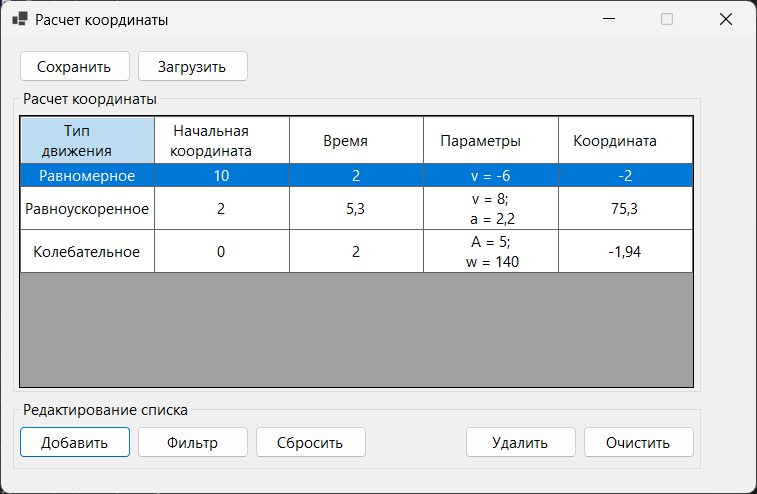 Расчет координаты
Сохранить Загрузить
Расчет координаты
Тип движения Начальная координата Время Параметры Координата
Равномерное 10 2 v = -6 -2
Равноускоренное 2 5,3 v = 8; a = 2,2 75,3
Колебательное 0 2 A = 5; w = 140 -1,94
Редактирование списка
Добавить Фильтр Сбросить Удалить Очистить